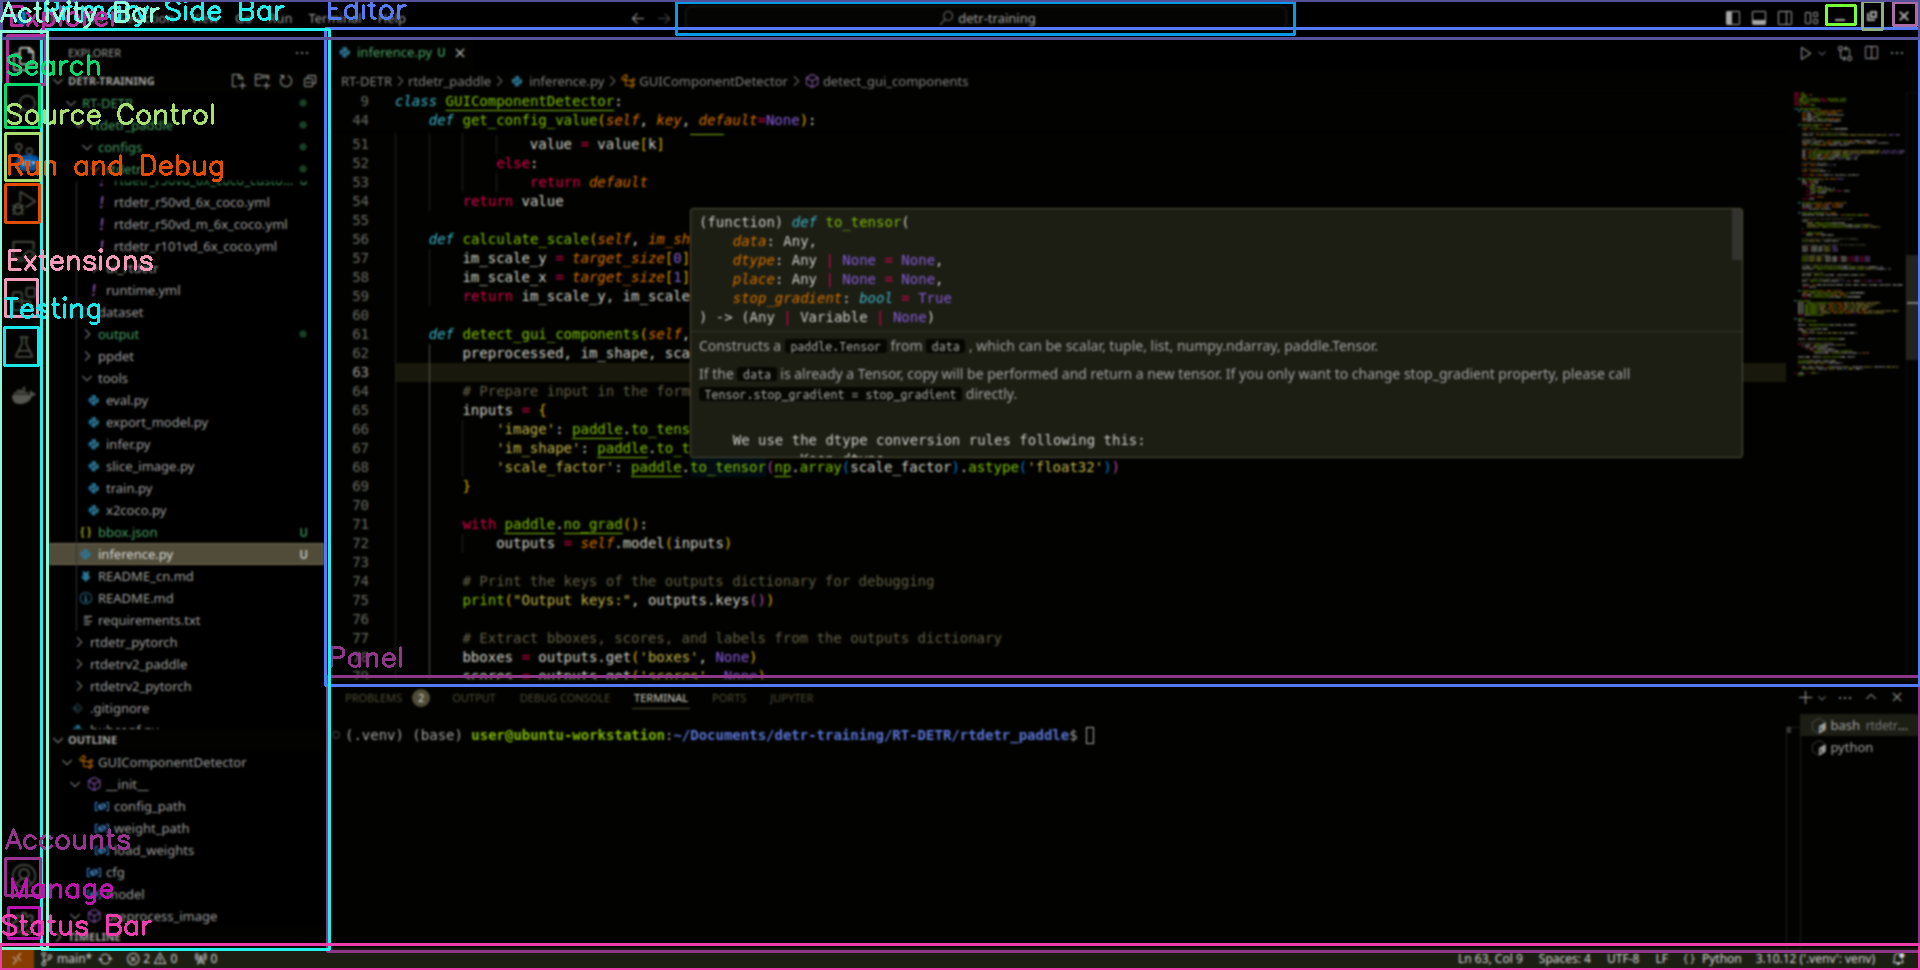 Activity Bar
Side Bar
Editor
detr-training
EXPLORER
inference.py U
Search
DETR-TRAINING
RT-DETR > rtdetr_paddle > inference.py > GUIComponentDetector > detect_gui_components
RT-DETR
Source Control
rtdetr_paddle
configs
Run and Debug
rtdetr_r50vd_6x_coco.yml
rtdetr_r50vd_m_6x_coco.yml
rtdetr_r101vd_6x_coco.yml
Extensions
runtime.yml
Testing
dataset
output
ppdet
tools
eval.py
export_model.py
infer.py
slice_image.py
train.py
x2coco.py
bbox.json U
inference.py U
README_cn.md
README.md
requirements.txt
rtdetr_pytorch
rtdetrv2_paddle
rtdetrv2_pytorch
.gitignore
OUTLINE
GUIComponentDetector
__init__
config_path
weight_path
Accounts
load_weights
cfg
Manage
model
preprocess_image
Status Bar
TIMELINE
9 class GUIComponentDetector:
44 def get_config_value(self, key, default=None):
51 value = value[k]
52 else:
53 return default
54 return value
55
56 def calculate_scale(self, im_sh
57 im_scale_y = target_size[0]
58 im_scale_x = target_size[1]
59 return im_scale_y, im_scale
60
61 def detect_gui_components(self,
62 preprocessed, im_shape, sca
63
64 # Prepare input in the form
65 inputs = {
66 'image': paddle.to_tens
67 'im_shape': paddle.to_t
68 'scale_factor': paddle.to_tensor(np.array(scale_factor).astype('float32'))
69 }
70
71 with paddle.no_grad():
72 outputs = self.model(inputs)
73
74 # Print the keys of the outputs dictionary for debugging
75 print("Output keys:", outputs.keys())
76
77 # Extract bboxes, scores, and labels from the outputs dictionary
bboxes = outputs.get('boxes', None)
(function) def to_tensor(
data: Any,
dtype: Any | None = None,
place: Any | None = None,
stop_gradient: bool = True
) -> (Any | Variable | None)
Constructs a paddle.Tensor from data , which can be scalar, tuple, list, numpy.ndarray, paddle.Tensor.
If the data is already a Tensor, copy will be performed and return a new tensor. If you only want to change stop_gradient property, please call
Tensor.stop_gradient = stop_gradient directly.
We use the dtype conversion rules following this:
Panel
PROBLEMS 2 OUTPUT DEBUG CONSOLE TERMINAL PORTS JUPYTER
(.venv) (base) user@ubuntu-workstation:~/Documents/detr-training/RT-DETR/rtdetr_paddle$
bash rtdetr...
python
main* 2 0 0
Ln 63, Col 9 Spaces: 4 UTF-8 LF {} Python 3.10.12 ('.venv': venv)